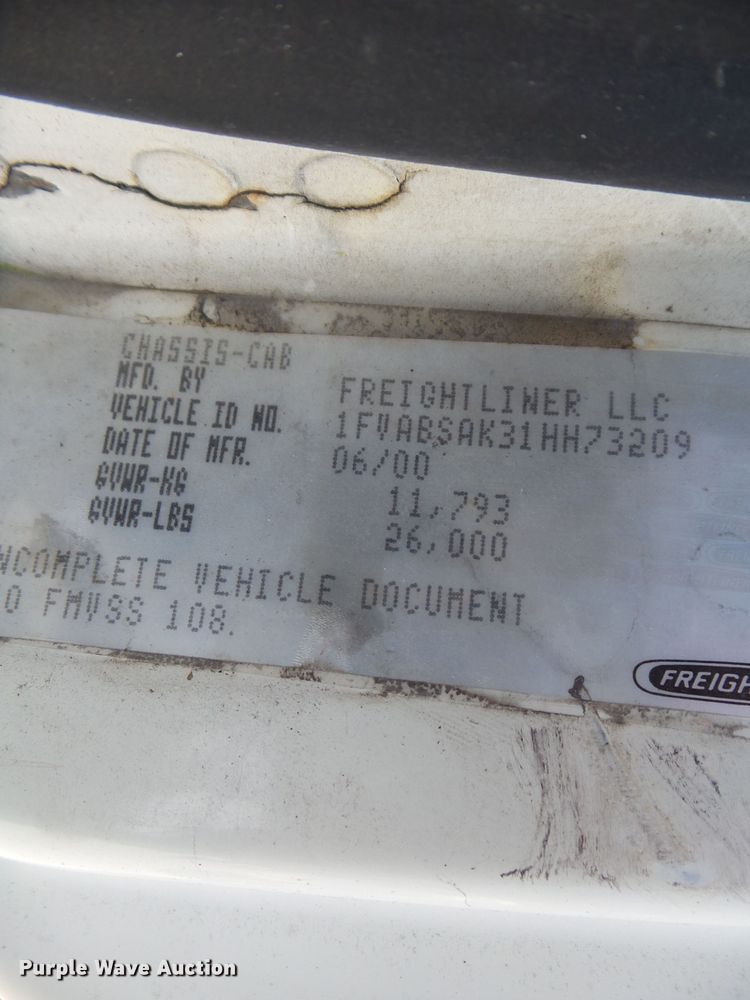 CHASSIS-CAB
MFD. BY FREIGHTLINER LLC
VEHICLE ID NO. 1FVABSAK31HH73209
DATE OF MFR. 06/00
GVWR-KG 11,793
GVWR-LBS 26,000
NCOMPLETE VEHICLE DOCUMENT
O FMVSS 108.
FREIGH
Purple Wave Auction